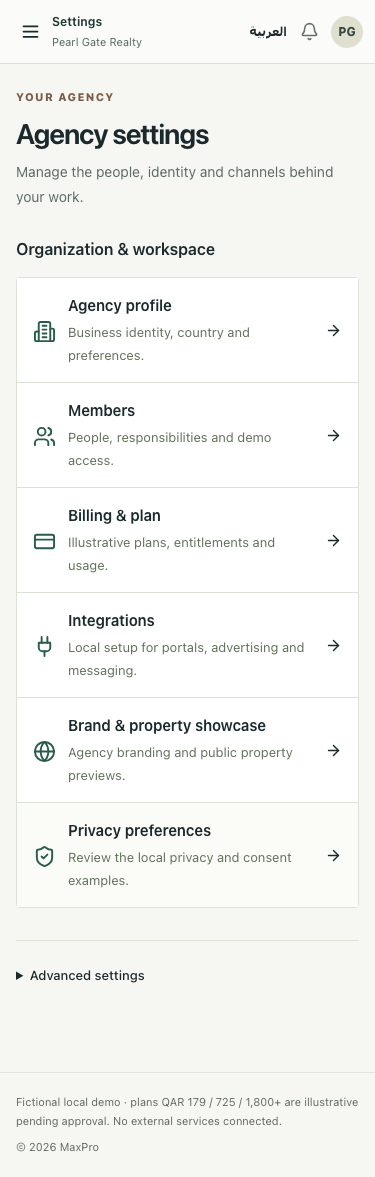 Settings
Pearl Gate Realty
العربية
PG
YOUR AGENCY
Agency settings
Manage the people, identity and channels behind
your work.
Organization & workspace
Agency profile
Business identity, country and
preferences.
Members
People, responsibilities and demo
access.
Billing & plan
Illustrative plans, entitlements and
usage.
Integrations
Local setup for portals, advertising and
messaging.
Brand & property showcase
Agency branding and public property
previews.
Privacy preferences
Review the local privacy and consent
examples.
Advanced settings
Fictional local demo · plans QAR 179 / 725 / 1,800+ are illustrative
pending approval. No external services connected.
© 2026 MaxPro